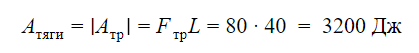 Aтяги = |Aтр| = FтрL = 80 · 40 = 3200 Дж